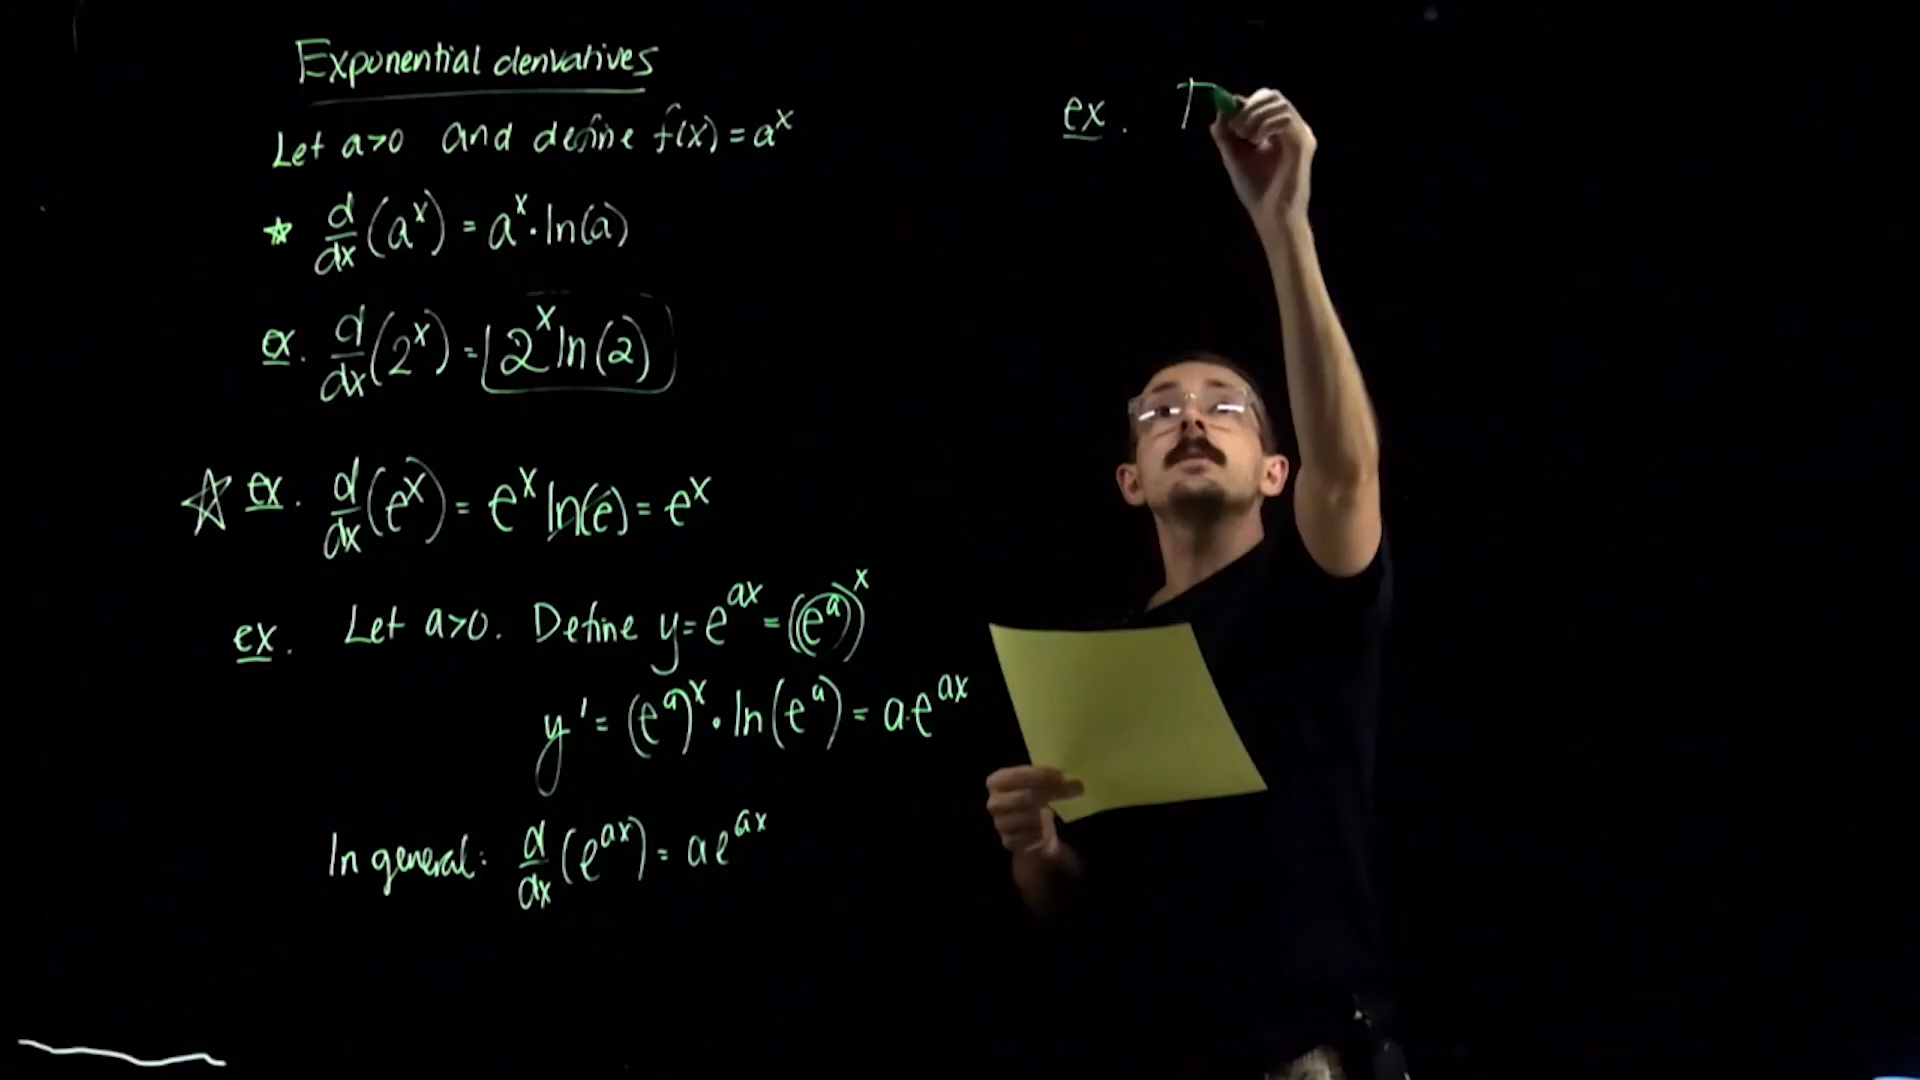 Exponential derivatives
Let a>0 and define f(x) = a^x
☆ d/dx (a^x) = a^x · ln(a)
ex. d/dx (2^x) = 2^x ln(2)
☆ ex. d/dx (e^x) = e^x ln(e) = e^x
ex. Let a>0. Define y = e^{ax} = ((e^a))^x
y' = (e^a)^x · ln(e^a) = a·e^{ax}
In general: d/dx (e^{ax}) = a e^{ax}
ex.